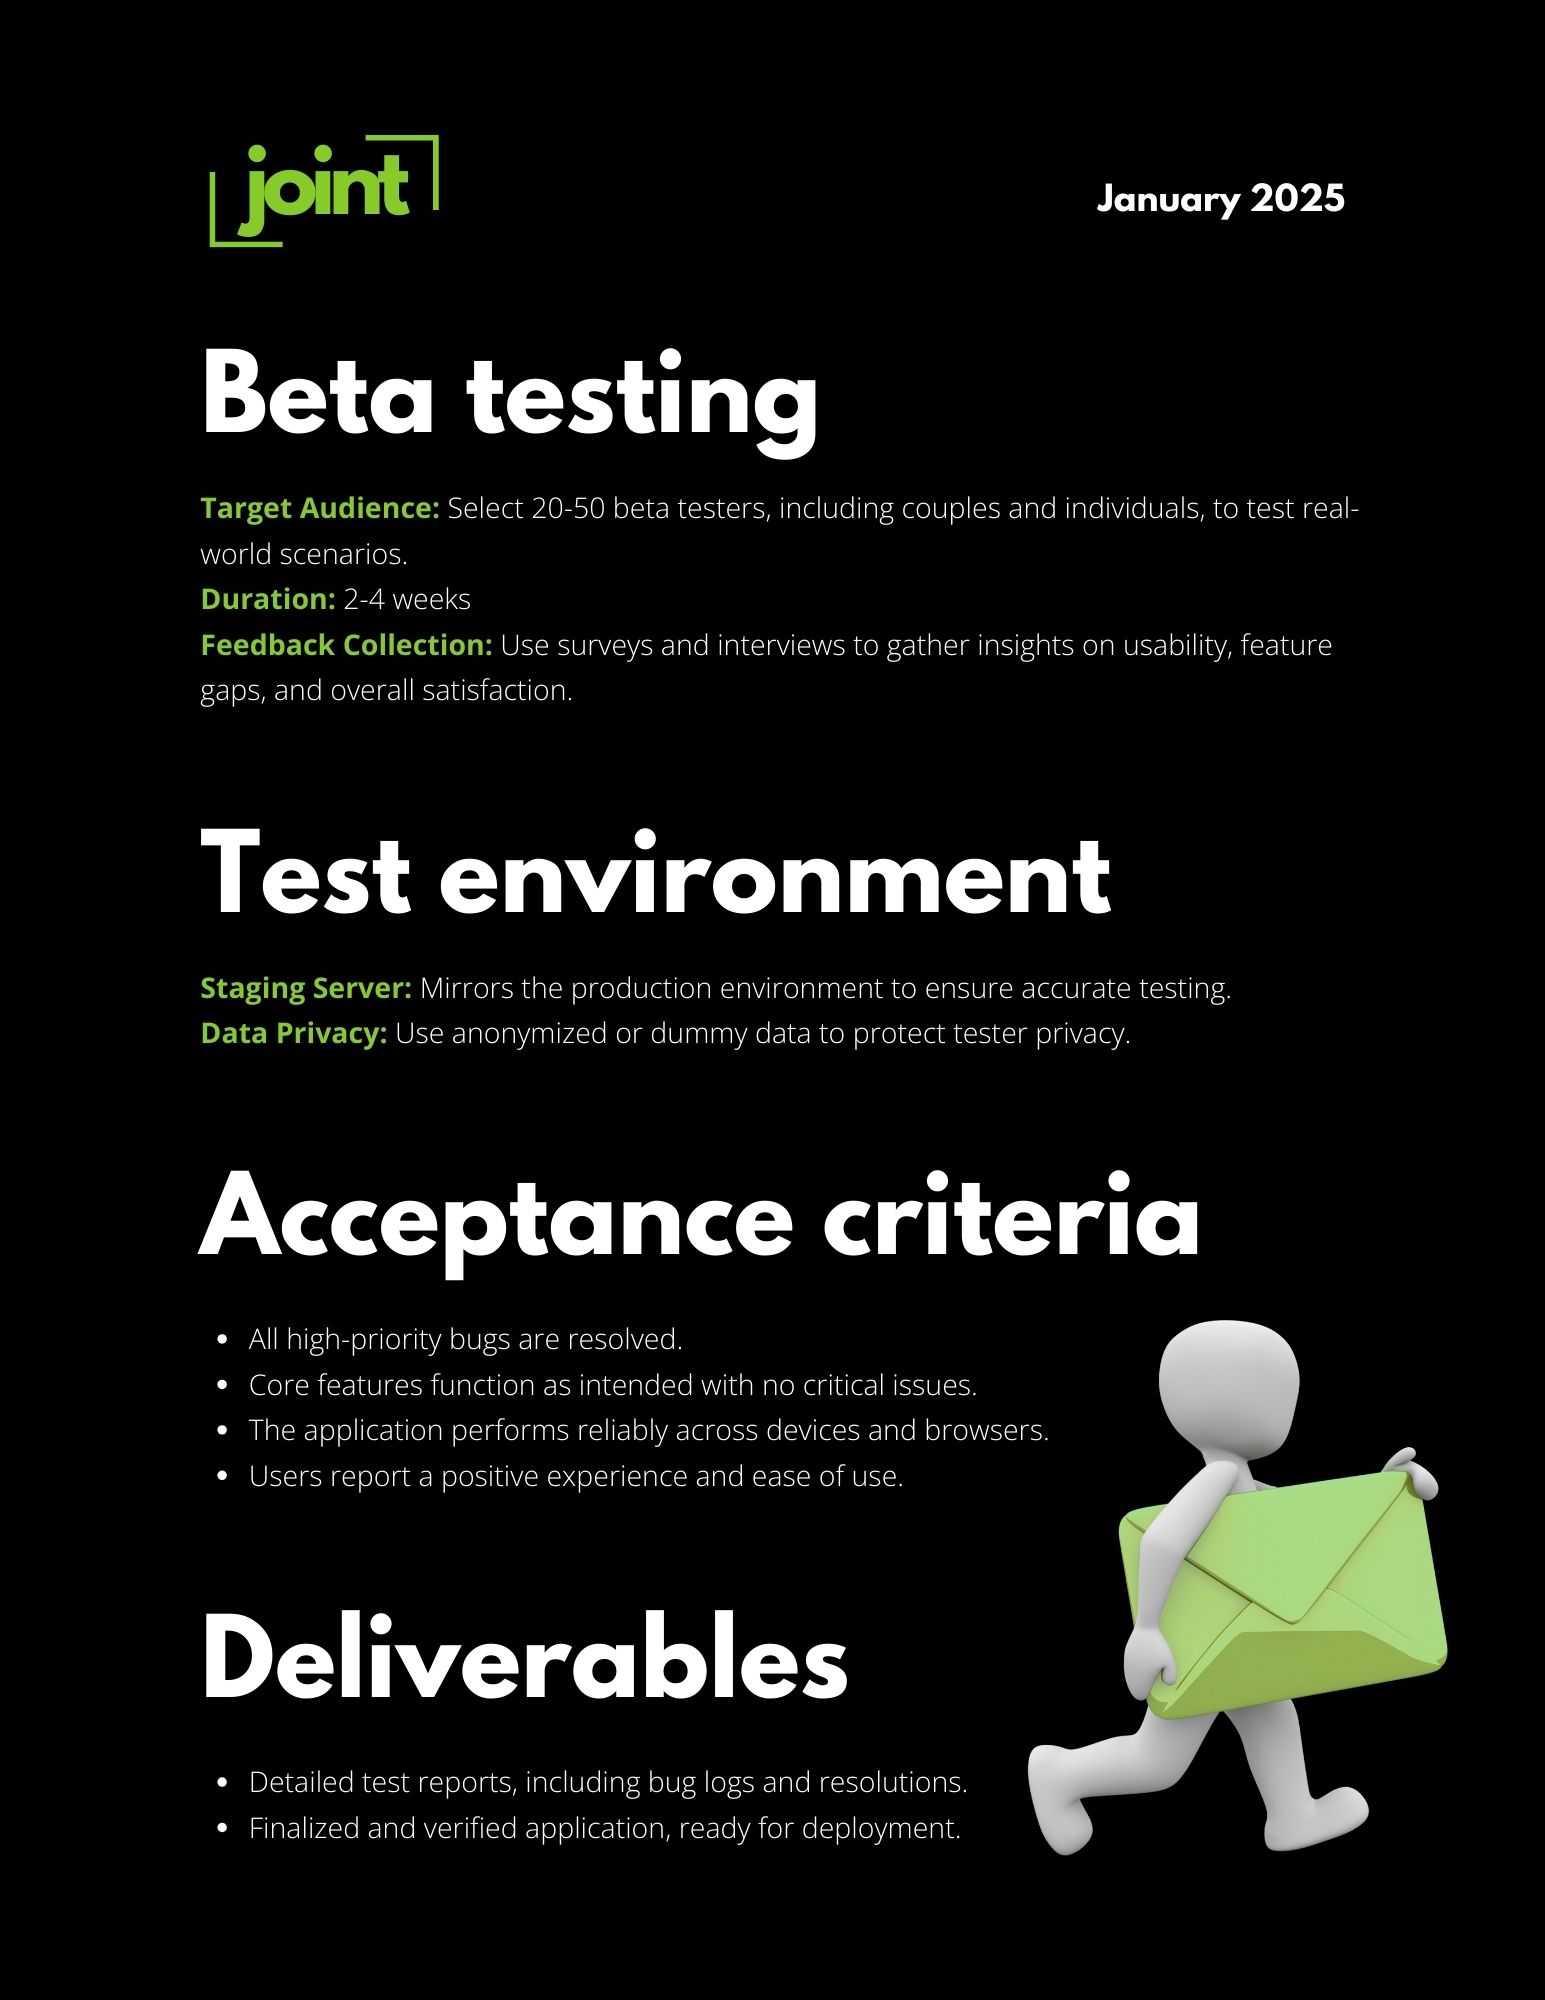 joint
January 2025
Beta testing
Target Audience: Select 20-50 beta testers, including couples and individuals, to test real-
world scenarios.
Duration: 2-4 weeks
Feedback Collection: Use surveys and interviews to gather insights on usability, feature
gaps, and overall satisfaction.
Test environment
Staging Server: Mirrors the production environment to ensure accurate testing.
Data Privacy: Use anonymized or dummy data to protect tester privacy.
Acceptance criteria
• All high-priority bugs are resolved.
• Core features function as intended with no critical issues.
• The application performs reliably across devices and browsers.
• Users report a positive experience and ease of use.
Deliverables
• Detailed test reports, including bug logs and resolutions.
• Finalized and verified application, ready for deployment.